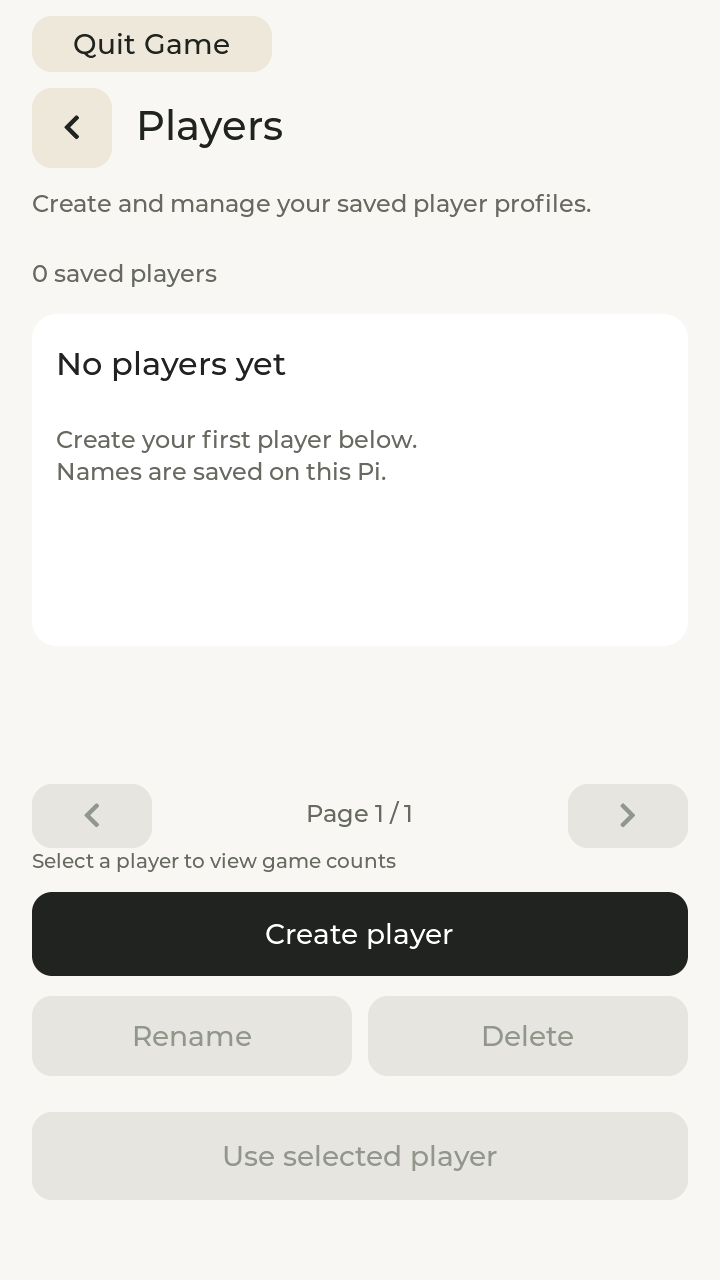 Quit Game
Players
Create and manage your saved player profiles.
0 saved players
No players yet
Create your first player below.
Names are saved on this Pi.
Page 1 / 1
Select a player to view game counts
Create player
Rename
Delete
Use selected player